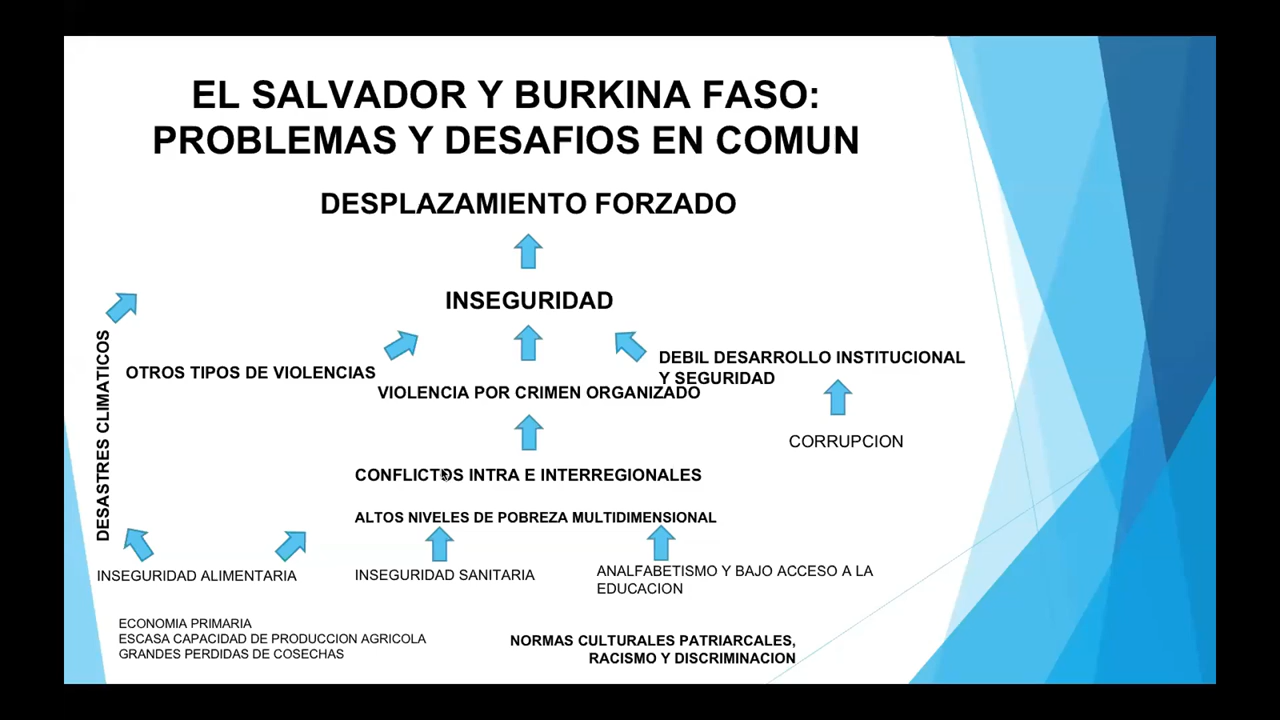 EL SALVADOR Y BURKINA FASO:
PROBLEMAS Y DESAFIOS EN COMUN
DESPLAZAMIENTO FORZADO
INSEGURIDAD
DESASTRES CLIMATICOS
OTROS TIPOS DE VIOLENCIAS
VIOLENCIA POR CRIMEN ORGANIZADO
DEBIL DESARROLLO INSTITUCIONAL
Y SEGURIDAD
CORRUPCION
CONFLICTOS INTRA E INTERREGIONALES
ALTOS NIVELES DE POBREZA MULTIDIMENSIONAL
INSEGURIDAD ALIMENTARIA
INSEGURIDAD SANITARIA
ANALFABETISMO Y BAJO ACCESO A LA
EDUCACION
ECONOMIA PRIMARIA
ESCASA CAPACIDAD DE PRODUCCION AGRICOLA
GRANDES PERDIDAS DE COSECHAS
NORMAS CULTURALES PATRIARCALES,
RACISMO Y DISCRIMINACION